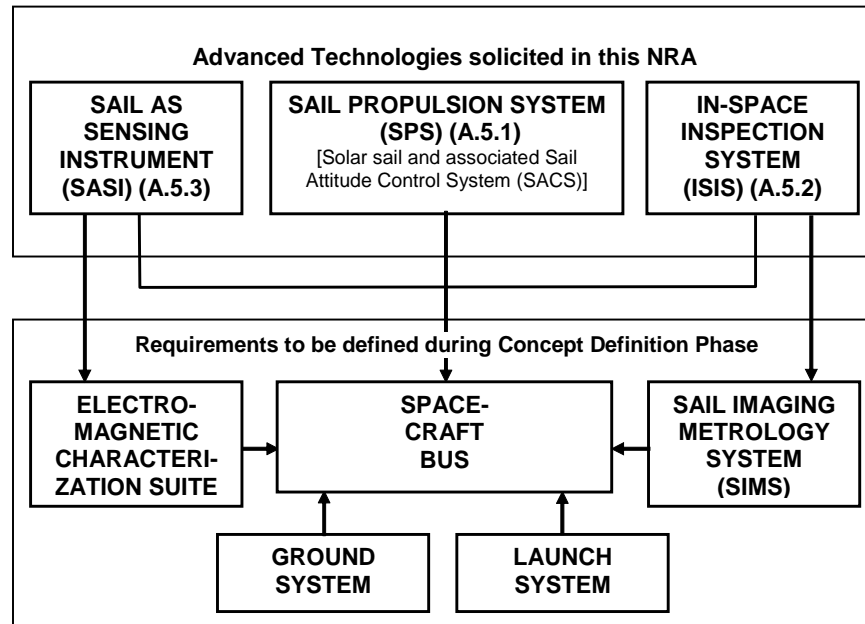 Advanced Technologies solicited in this NRA
SAIL AS
SENSING
INSTRUMENT
(SASI) (A.5.3)
SAIL PROPULSION SYSTEM
(SPS) (A.5.1)
[Solar sail and associated Sail
Attitude Control System (SACS)]
IN-SPACE
INSPECTION
SYSTEM
(ISIS) (A.5.2)
Requirements to be defined during Concept Definition Phase
ELECTRO-
MAGNETIC
CHARACTERI-
ZATION SUITE
SPACE-
CRAFT
BUS
SAIL IMAGING
METROLOGY
SYSTEM
(SIMS)
GROUND
SYSTEM
LAUNCH
SYSTEM